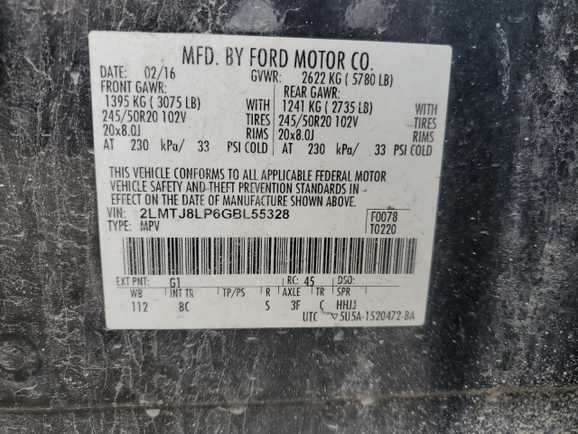 MFD. BY FORD MOTOR CO.
DATE: 02/16 GVWR: 2622 KG ( 5780 LB)
FRONT GAWR: REAR GAWR:
1395 KG ( 3075 LB) WITH 1241 KG ( 2735 LB) WITH
245/50R20 102V TIRES 245/50R20 102V TIRES
20x8.0J RIMS 20x8.0J RIMS
AT 230 kPa/ 33 PSI COLD AT 230 kPa/ 33 PSI COLD
THIS VEHICLE CONFORMS TO ALL APPLICABLE FEDERAL MOTOR
VEHICLE SAFETY AND THEFT PREVENTION STANDARDS IN
EFFECT ON THE DATE OF MANUFACTURE SHOWN ABOVE.
VIN: 2LMTJ8LP6GBL55328 F0078
TYPE: MPV T0220
EXT PNT: G1 RC: 45 DSO:
WB INT TR TP/PS R AXLE TR SPR
112 BC S 3F C HHJJ
UTC ▽5U5A-1520472-BA